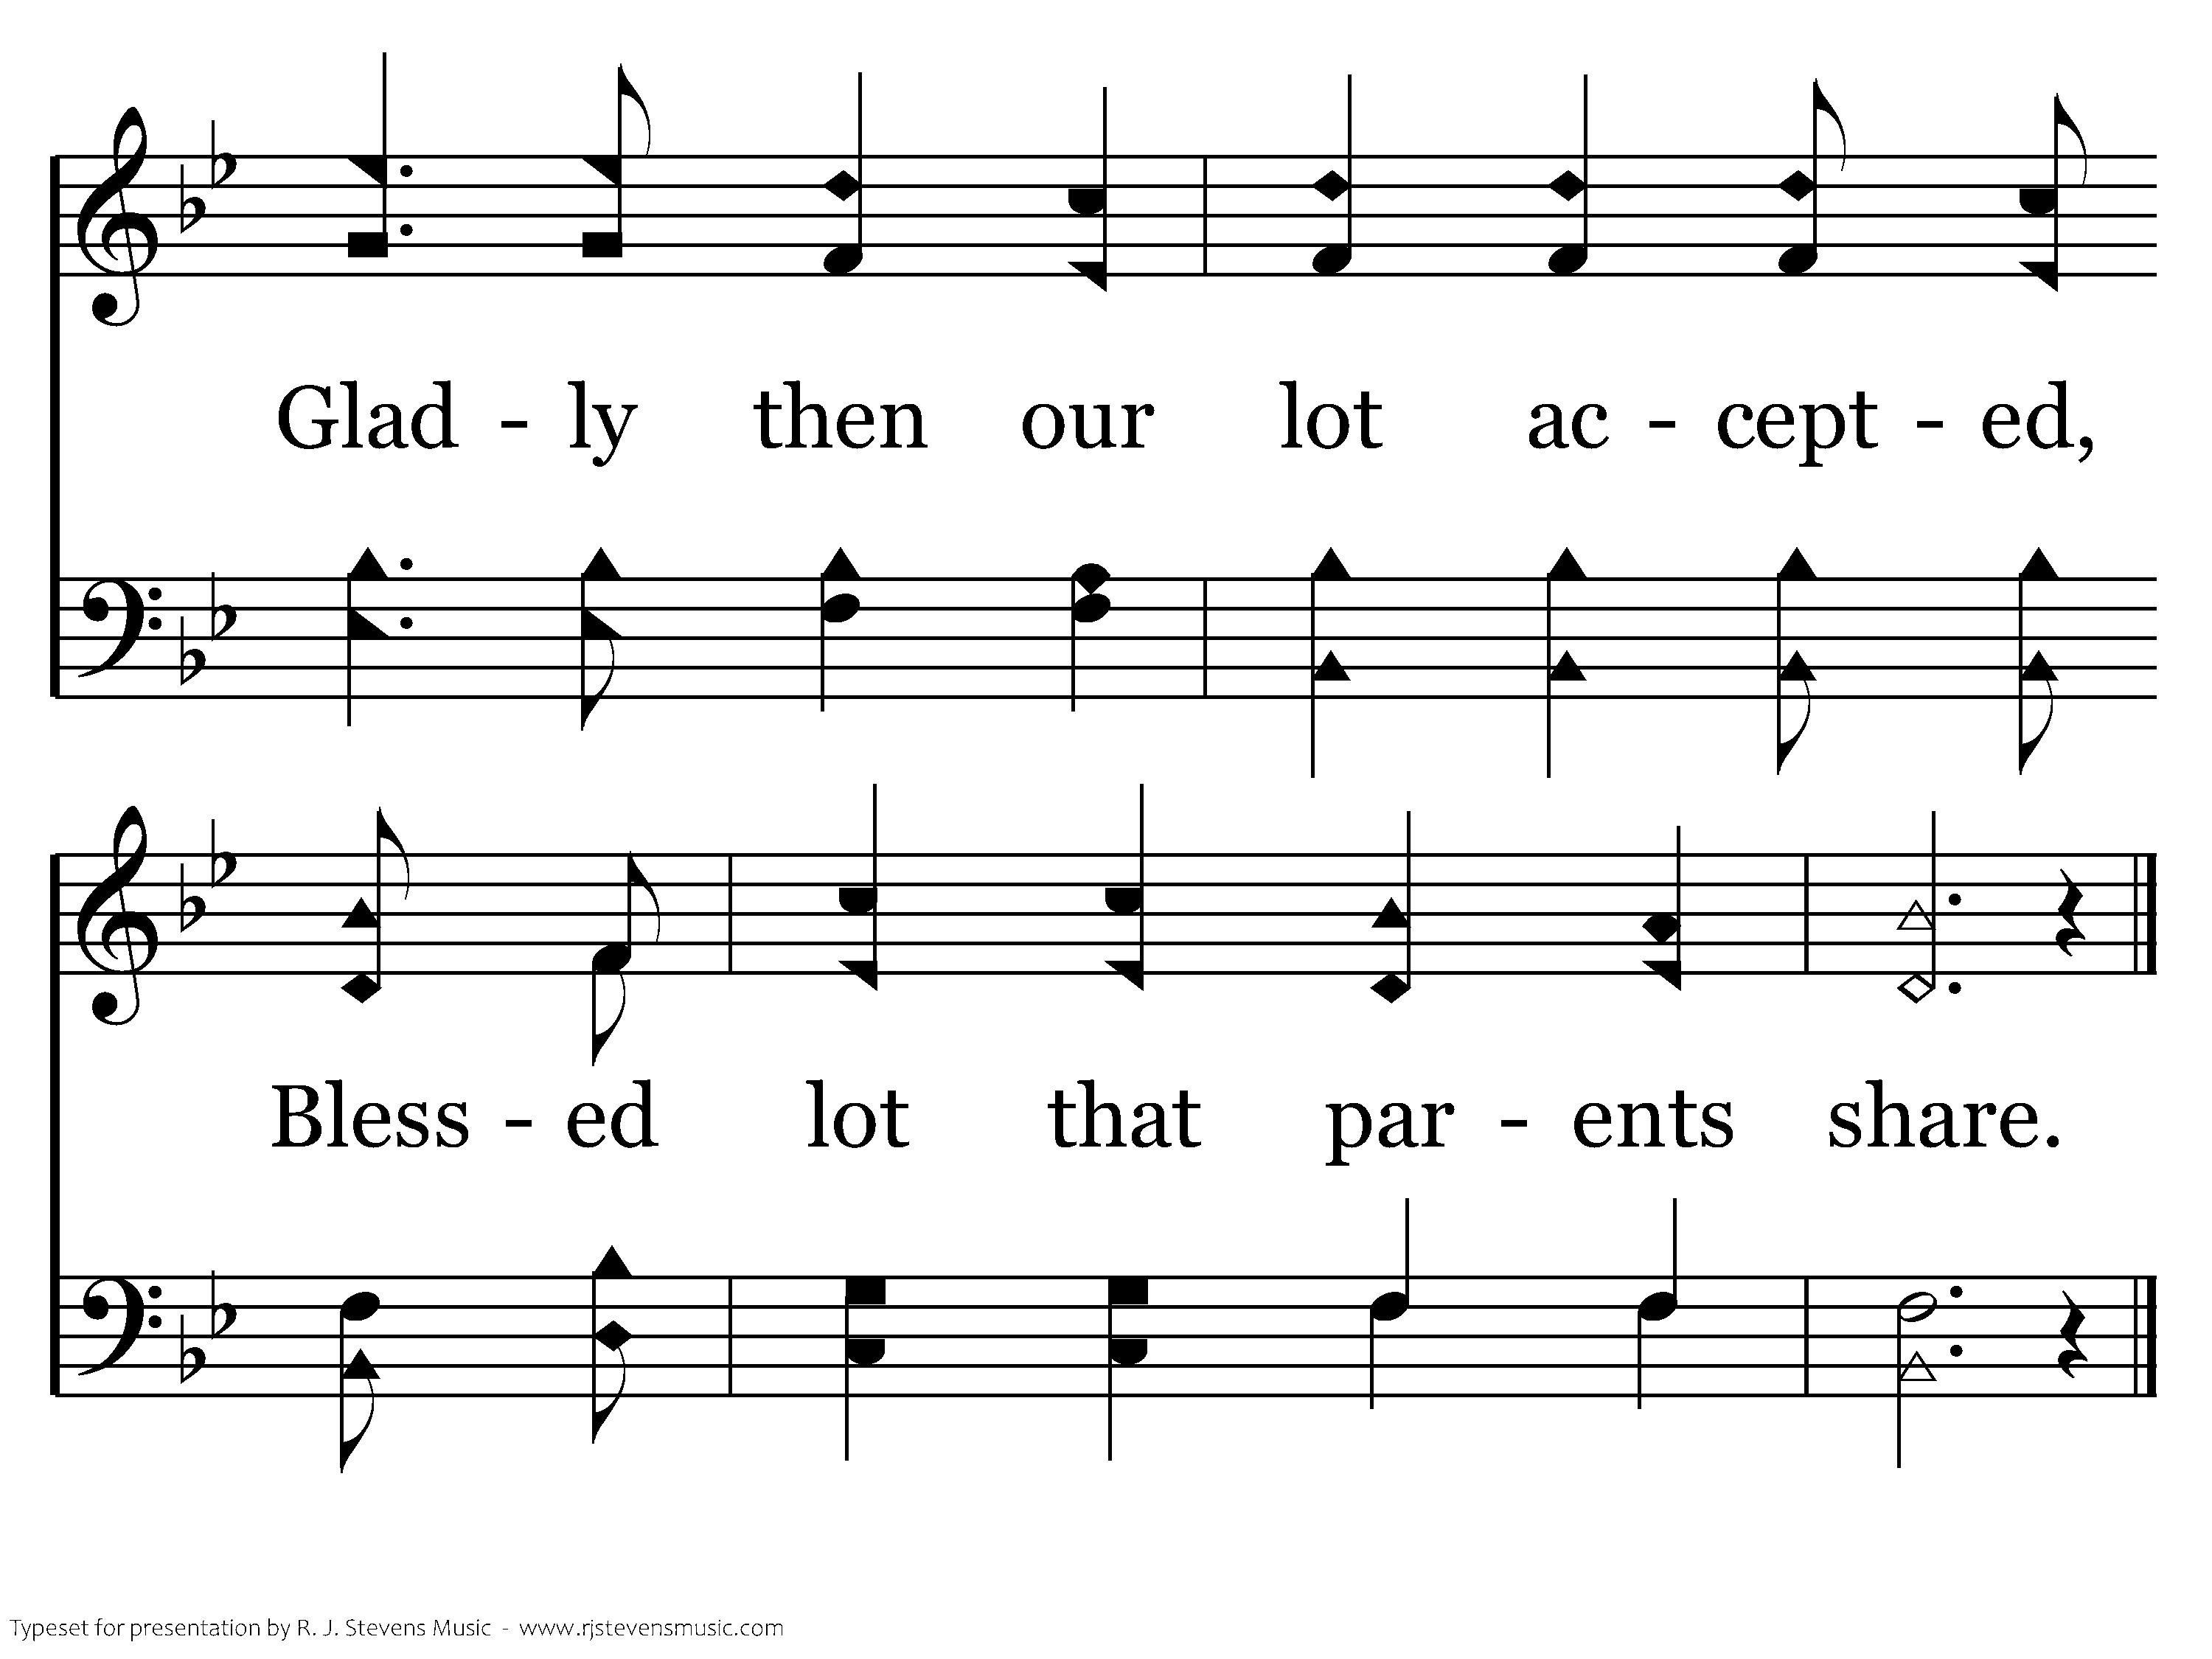 Glad - ly then our lot ac - cept - ed,
Bless - ed lot that par - ents share.
Typeset for presentation by R. J. Stevens Music - www.rjstevensmusic.com